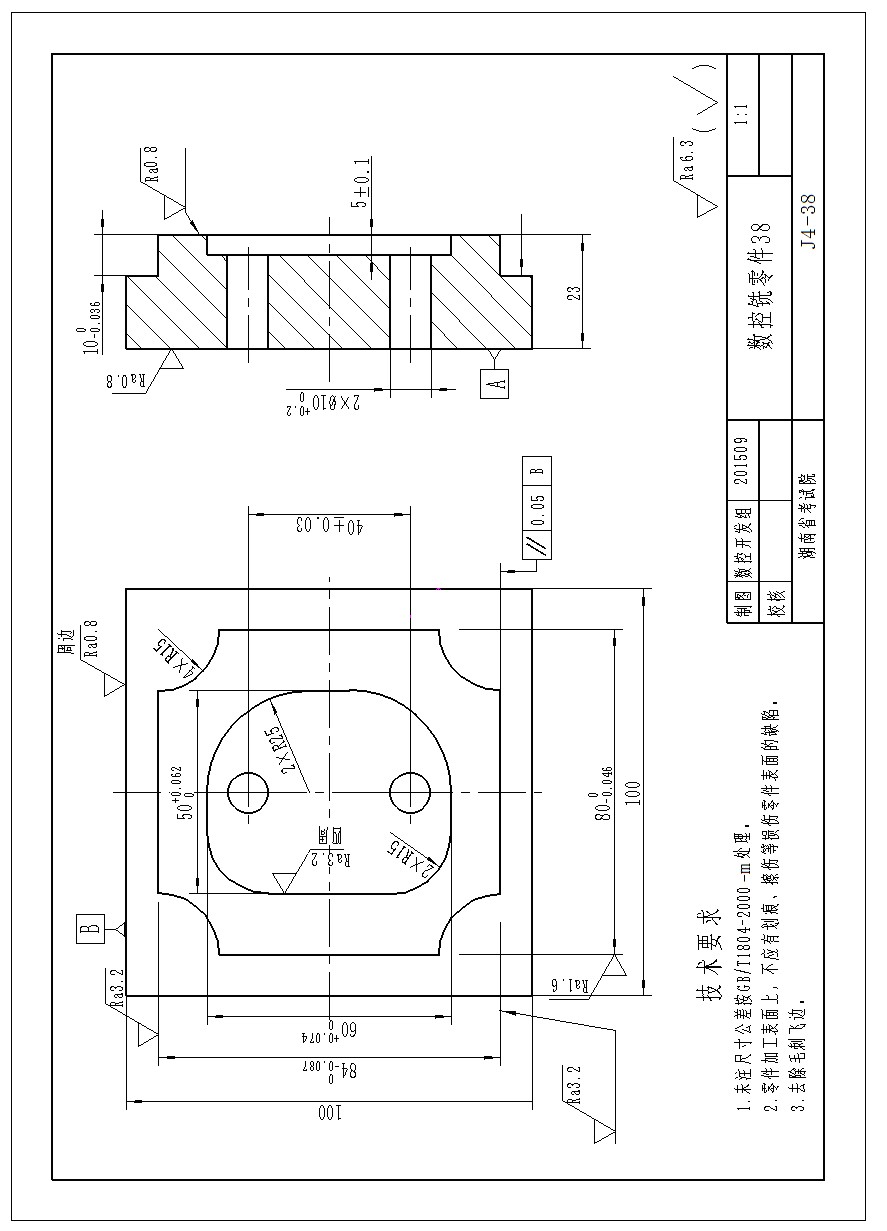 周边
Ra0.8
B
Ra3.2
4×R15
50 +0.062 0
2×R25
四周
Ra3.2
2×R15
40±0.03
// 0.05 B
80 0 -0.046
100
Ra1.6
60 +0.074 0
84 0 -0.087
100
Ra3.2
10 0 -0.036
Ra0.8
Ra0.8
5±0.1
23
2×Ø10 +0.2 0
A
Ra6.3 ( )
技术要求
1.未注尺寸公差按GB/T1804-2000-m处理。
2.零件加工表面上,不应有划痕、擦伤等损伤零件表面的缺陷。
3.去除毛刺飞边。
制图 数控开发组 201509
校核
数控铣零件38
1:1
湖南省考试院
J4-38